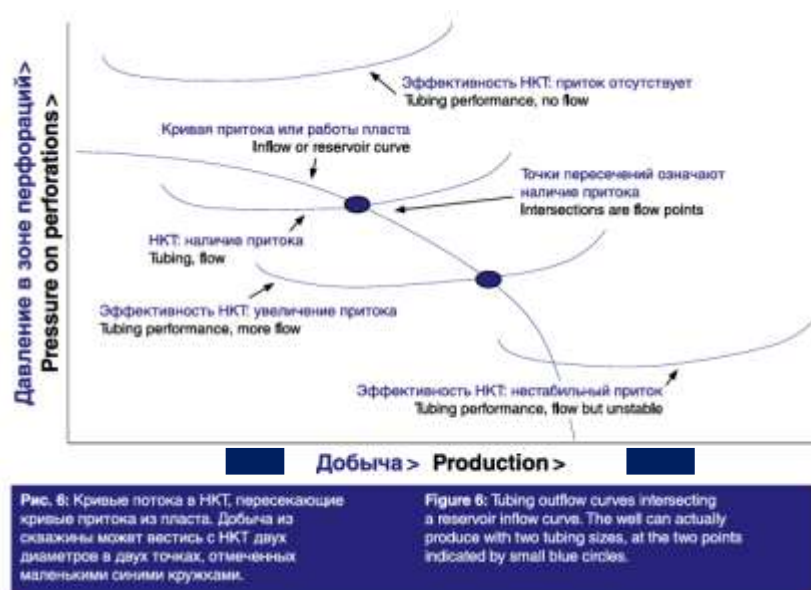 Эффективность НКТ: приток отсутствует
Tubing performance, no flow
Кривая притока или работы пласта
Inflow or reservoir curve
Точки пересечений означают
наличие притока
Intersections are flow points
НКТ: наличие притока
Tubing, flow
Эффективность НКТ: увеличение притока
Tubing performance, more flow
Эффективность НКТ: нестабильный приток
Tubing performance, flow but unstable
Давление в зоне перфораций>
Pressure on perforations>
Добыча> Production>
Рис. 6: Кривые потока в НКТ, пересекающие
кривые притока из пласта. Добыча из
скважины может вестись с НКТ двух
диаметров в двух точках, отмеченных
маленькими синими кружками.
Figure 6: Tubing outflow curves intersecting
a reservoir inflow curve. The well can actually
produce with two tubing sizes, at the two points
indicated by small blue circles.